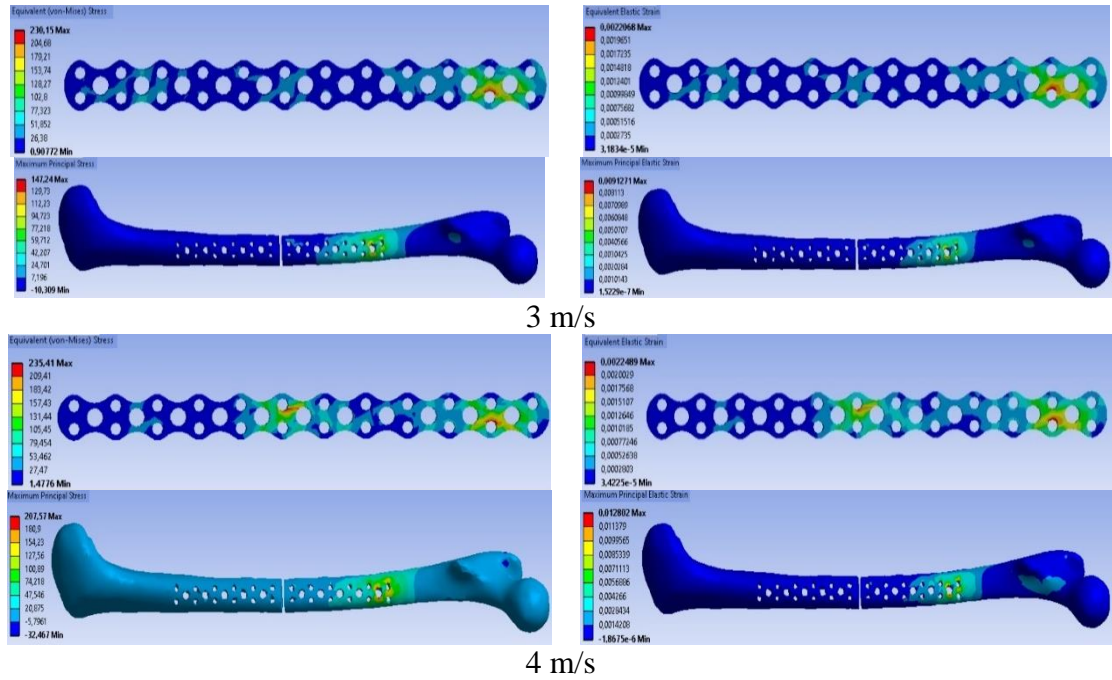 Equivalent (von-Mises) Stress
230,15 Max
204,68
179,21
153,74
128,27
102,8
77,323
51,852
26,38
0,90772 Min
Equivalent Elastic Strain
0,0022068 Max
0,0019651
0,0017235
0,0014818
0,0012401
0,00099849
0,00075682
0,00051516
0,0002735
3,1834e-5 Min
Maximum Principal Stress
147,24 Max
129,73
112,23
94,723
77,218
59,712
42,207
24,701
7,196
-10,309 Min
Maximum Principal Elastic Strain
0,0091271 Max
0,008113
0,0070989
0,0060848
0,0050707
0,0040566
0,0030425
0,0020284
0,0010143
1,5229e-7 Min
3 m/s
Equivalent (von-Mises) Stress
235,41 Max
209,41
183,42
157,43
131,44
105,45
79,454
53,462
27,47
1,4776 Min
Equivalent Elastic Strain
0,0022489 Max
0,0020029
0,0017568
0,0015107
0,0012646
0,0010185
0,00077246
0,00052638
0,0002803
3,4225e-5 Min
Maximum Principal Stress
207,57 Max
180,9
154,23
127,56
100,89
74,218
47,546
20,875
-5,7961
-32,467 Min
Maximum Principal Elastic Strain
0,012802 Max
0,011379
0,0099565
0,0085339
0,0071113
0,0056886
0,004266
0,0028434
0,0014208
-1,8675e-6 Min
4 m/s